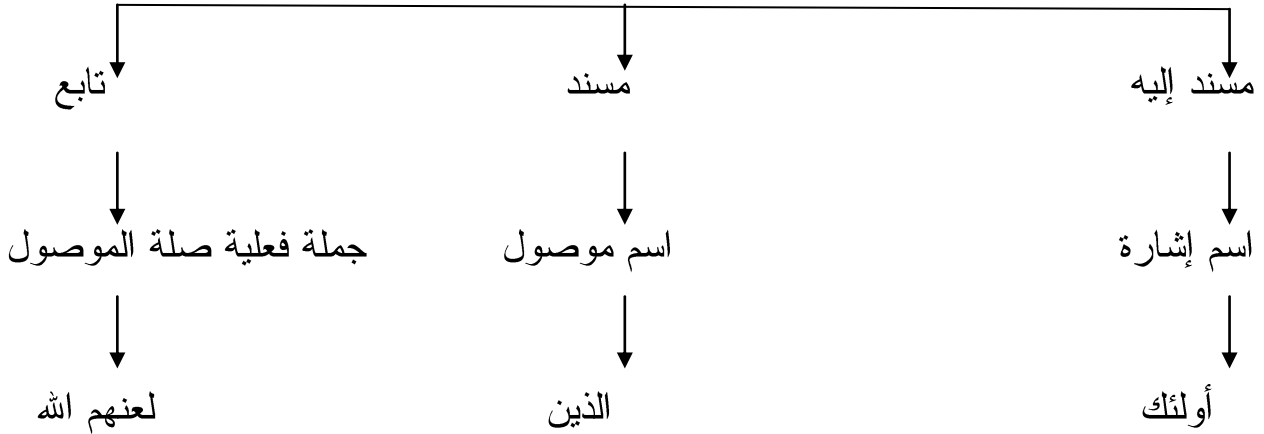 مسند إليه مسند تابع
اسم إشارة اسم موصول جملة فعلية صلة الموصول
أولئك الذين لعنهم الله